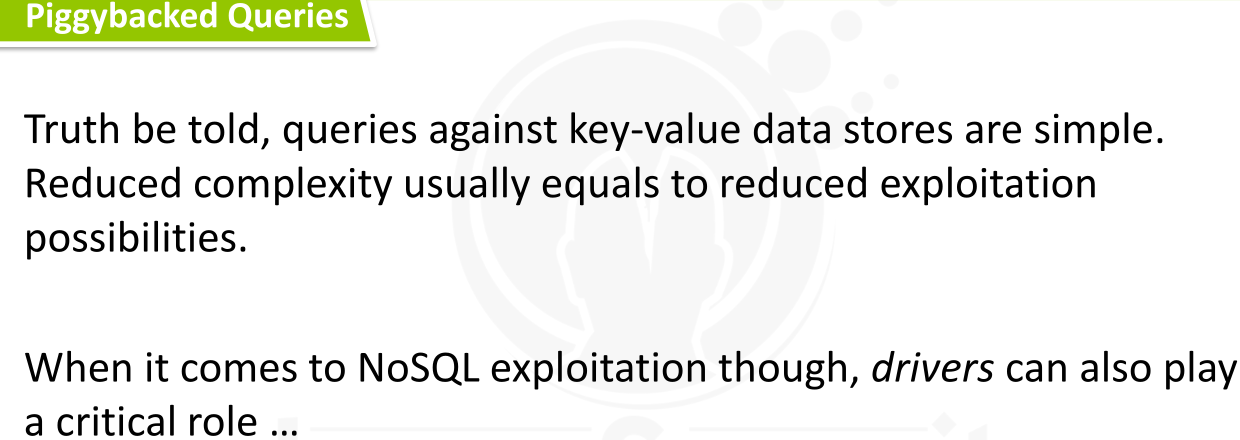 Piggybacked Queries
Truth be told, queries against key-value data stores are simple.
Reduced complexity usually equals to reduced exploitation
possibilities.
When it comes to NoSQL exploitation though, drivers can also play
a critical role …